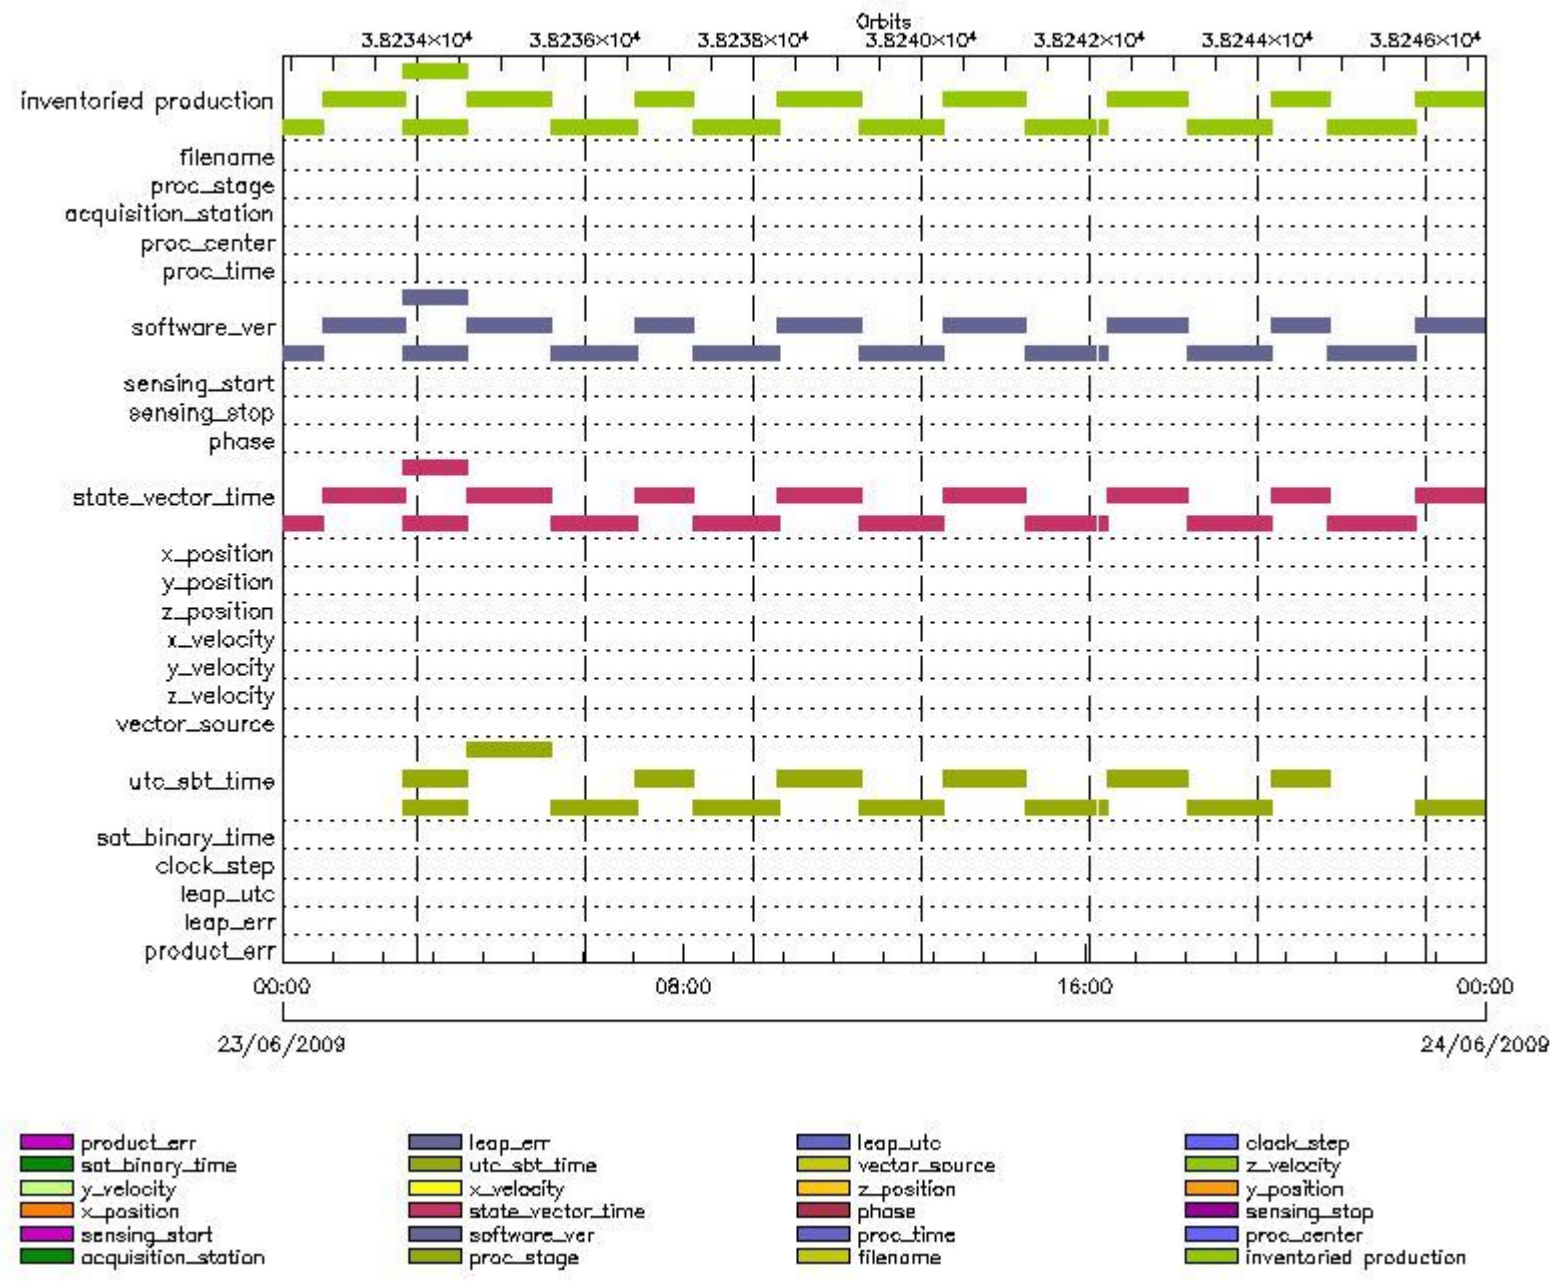 Orbits
3.8234×10⁴ 3.8236×10⁴ 3.8238×10⁴ 3.8240×10⁴ 3.8242×10⁴ 3.8244×10⁴ 3.8246×10⁴
inventoried production
filename
proc_stage
acquisition_station
proc_center
proc_time
software_ver
sensing_start
sensing_stop
phase
state_vector_time
x_position
y_position
z_position
x_velocity
y_velocity
z_velocity
vector_source
utc_sbt_time
sat_binary_time
clock_step
leap_utc
leap_err
product_err
00:00 08:00 16:00 00:00
23/06/2009 24/06/2009
product_err leap_err leap_utc clock_step
sat_binary_time utc_sbt_time vector_source z_velocity
y_velocity x_velocity z_position y_position
x_position state_vector_time phase sensing_stop
sensing_start software_ver proc_time proc_center
acquisition_station proc_stage filename inventoried production